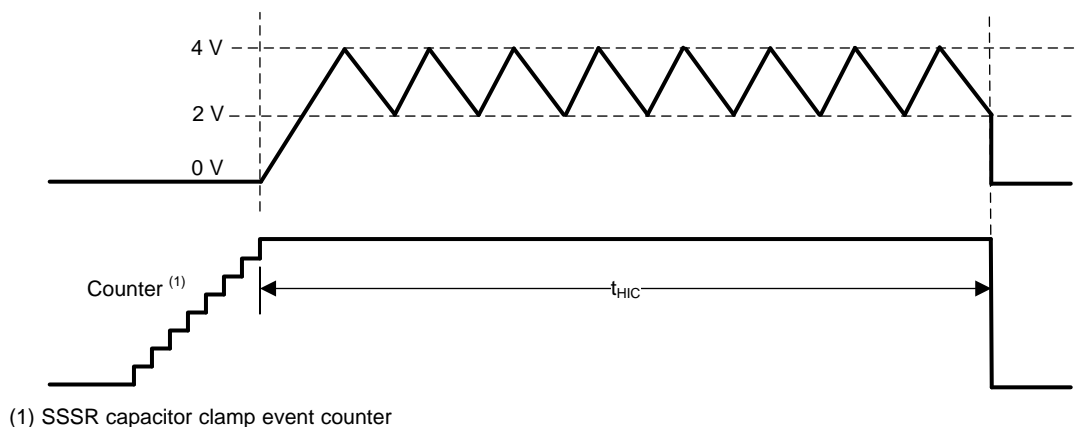 4 V
2 V
0 V
Counter (1)
tHIC
(1) SSSR capacitor clamp event counter